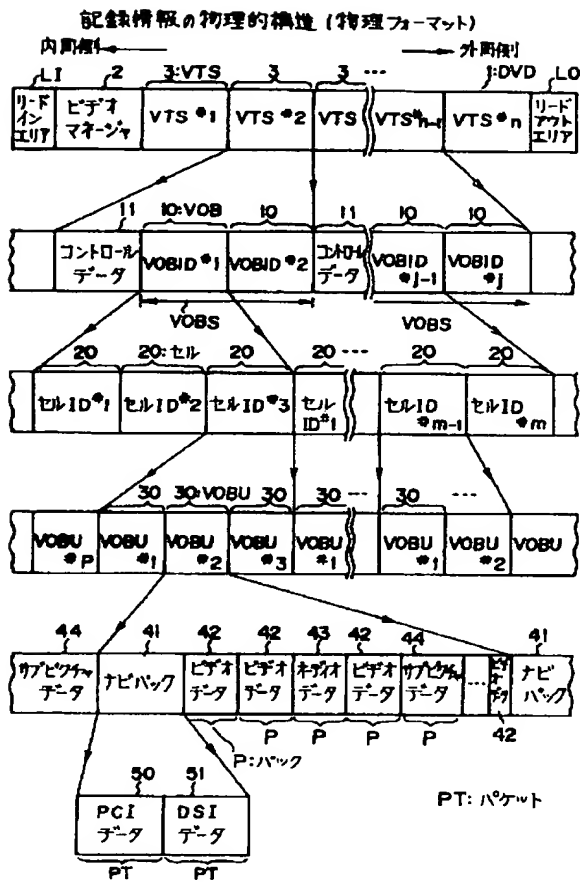 記録情報の物理的構造(物理フォーマット)
内周側 外周側
LI 2 3:VTS 3 3 … 1:DVD LO
リードインエリア ビデオマネージャ VTS #1 VTS #2 VTS VTS#n-1 VTS #n リードアウトエリア
11 10:VOB 10 11 10 10
コントロールデータ VOBID #1 VOBID #2 コントロールデータ VOBID #j-1 VOBID #j
VOBS VOBS
20 20:セル 20 20 … 20 20
セルID#1 セルID#2 セルID#3 セルID#1 セルID #m-1 セルID #m
30 30:VOBU 30 30 … 30 …
VOBU #P VOBU #1 VOBU #2 VOBU #3 VOBU #1 VOBU #1 VOBU #2 VOBU
44 41 42 42 43 42 44 41
サブピクチャデータ ナビパック ビデオデータ ビデオデータ オーディオデータ ビデオデータ サブピクチャデータ … ビデオデータ ナビパック
42
P P P P
P:パック
50 51
PCIデータ DSIデータ
PT:パケット
PT PT